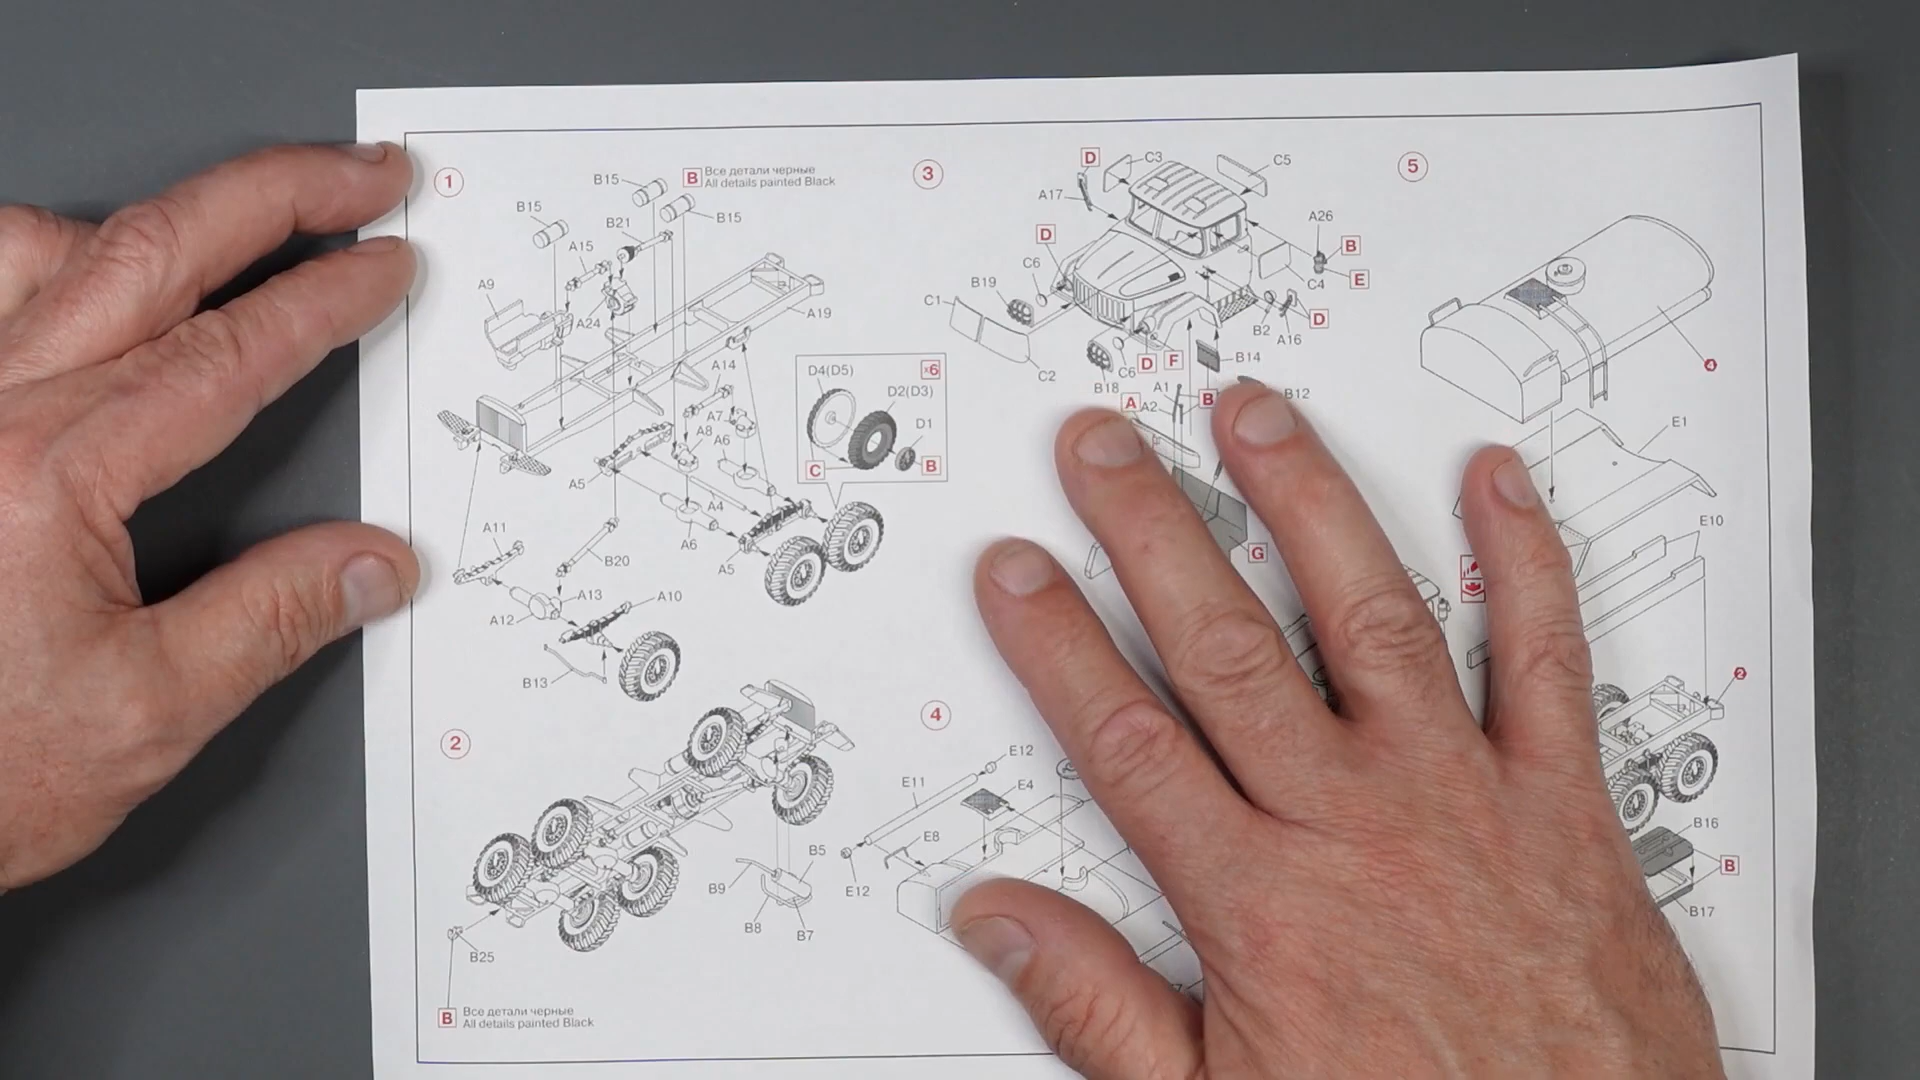 1
B15
B Все детали черные
All details painted Black
B15
B15
B21
A15
A9
A24
A19
A14
A7
A8
A6
A5
A4
A6
A5
D4(D5)
x6
D2(D3)
D1
C
B
A11
B20
A13
A12
A10
B13
2
B5
B9
B8
B7
B25
B Все детали черные
All details painted Black
3
D
C3
C5
A17
D
C6
B19
C1
C2
A26
B
E
C4
B2
D
A16
B18
C6
D
F
B14
A1
B
B12
A
A2
G
4
E12
E11
E4
E8
E12
5
4
E1
E10
2
B16
B
B17